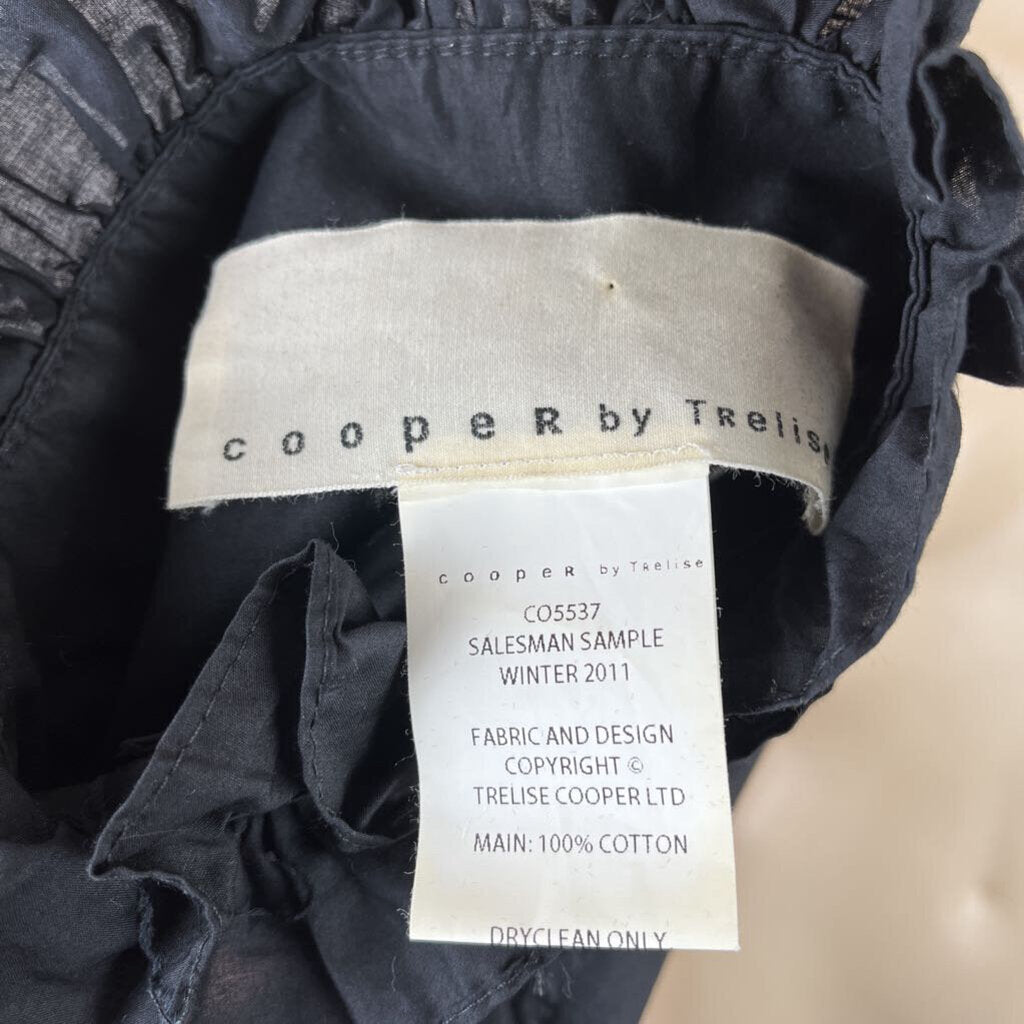 coopeR by TRelise
coopeR by TRelise
CO5537
SALESMAN SAMPLE
WINTER 2011
FABRIC AND DESIGN
COPYRIGHT ©
TRELISE COOPER LTD
MAIN: 100% COTTON
DRYCLEAN ONLY